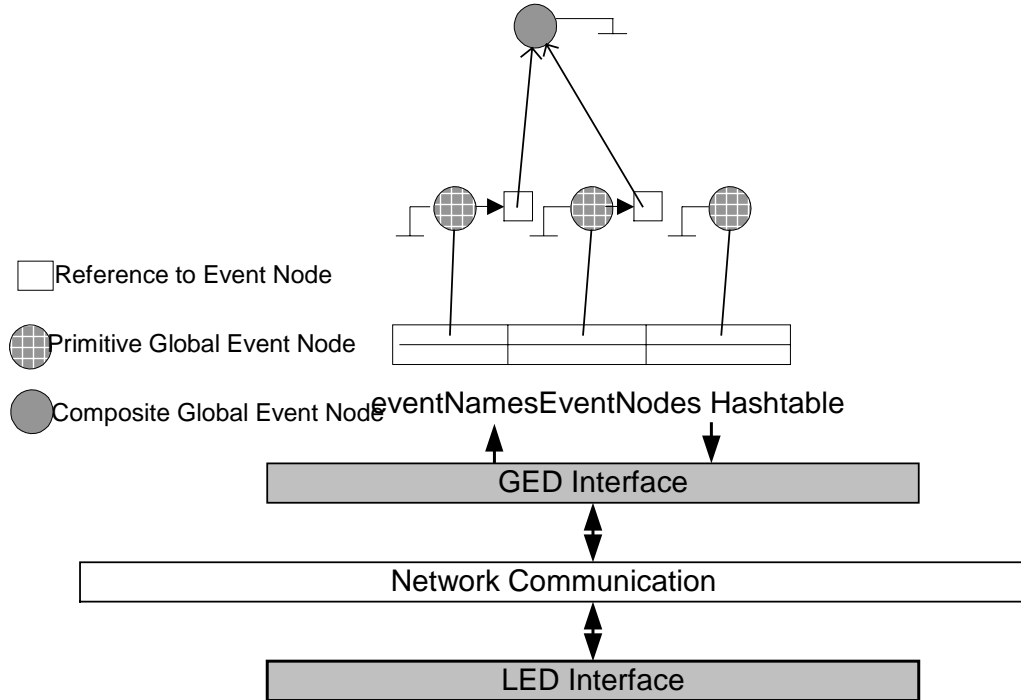 Reference to Event Node
Primitive Global Event Node
Composite Global Event Node
eventNamesEventNodes Hashtable
GED Interface
Network Communication
LED Interface